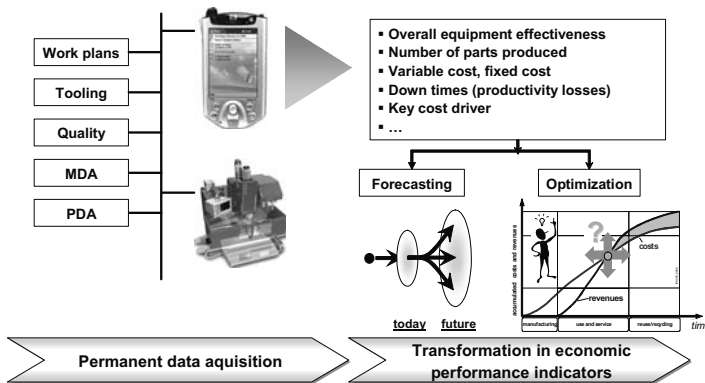 Work plans
Tooling
Quality
MDA
PDA
▪ Overall equipment effectiveness
▪ Number of parts produced
▪ Variable cost, fixed cost
▪ Down times (productivity losses)
▪ Key cost driver
▪ ...
Forecasting
Optimization
today
future
accumulated costs and revenues
?
costs
revenues
manufacturing
use and service
reuse/recycling
tim
Permanent data aquisition
Transformation in economic
performance indicators